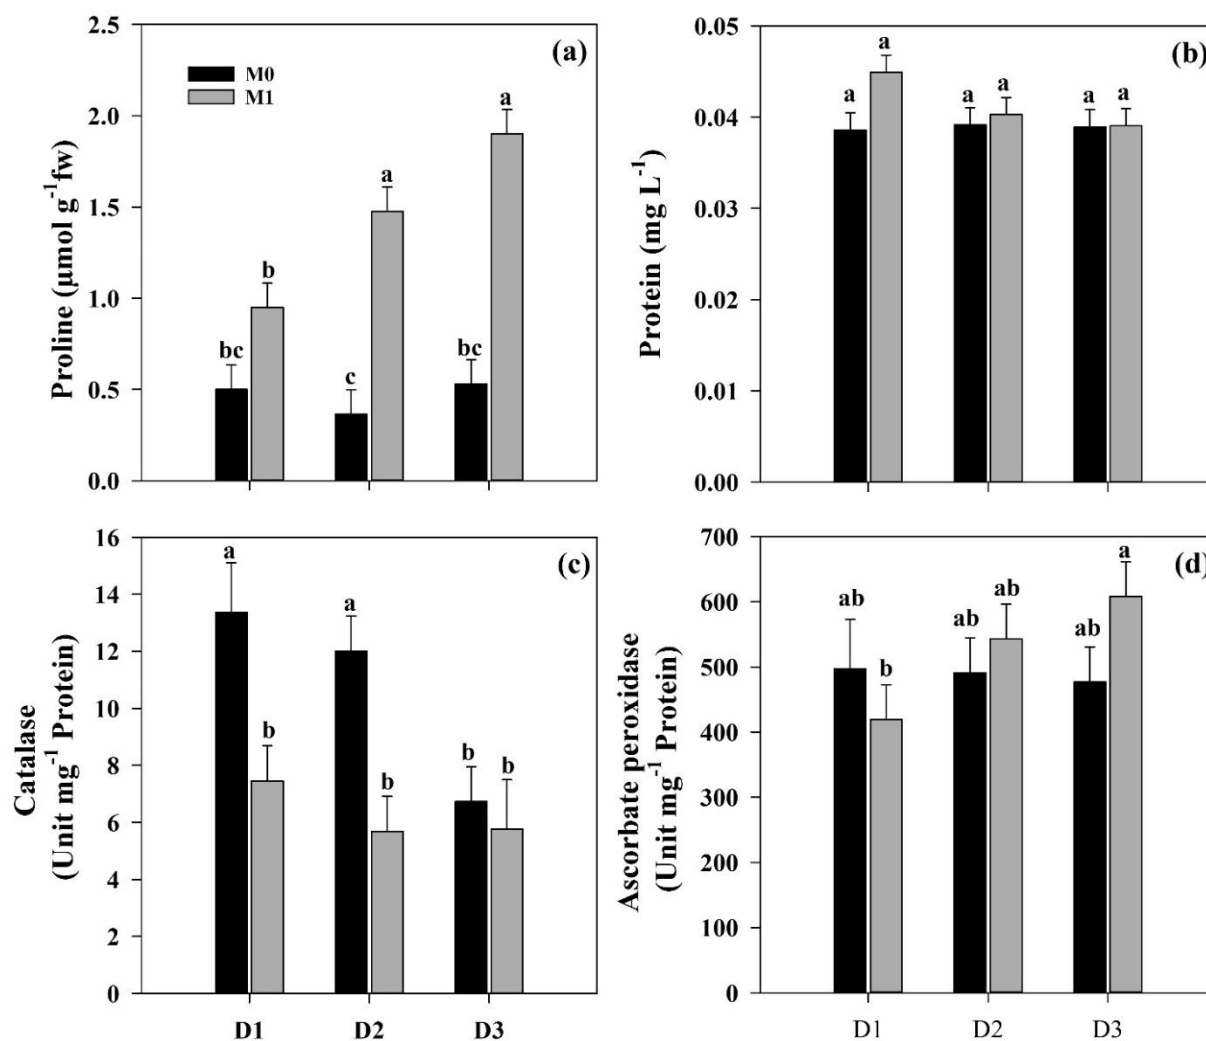 (a)
M0
M1
2.5
2.0
1.5
1.0
0.5
0.0
Proline (µmol g⁻¹fw)
bc
b
c
a
bc
a
(b)
0.05
0.04
0.03
0.02
0.01
0.00
Protein (mg L⁻¹)
a
a
a
a
a
a
(c)
16
14
12
10
8
6
4
2
0
Catalase
(Unit mg⁻¹ Protein)
a
b
a
b
b
b
D1
D2
D3
(d)
700
600
500
400
300
200
100
0
Ascorbate peroxidase
(Unit mg⁻¹ Protein)
ab
b
ab
ab
ab
a
D1
D2
D3